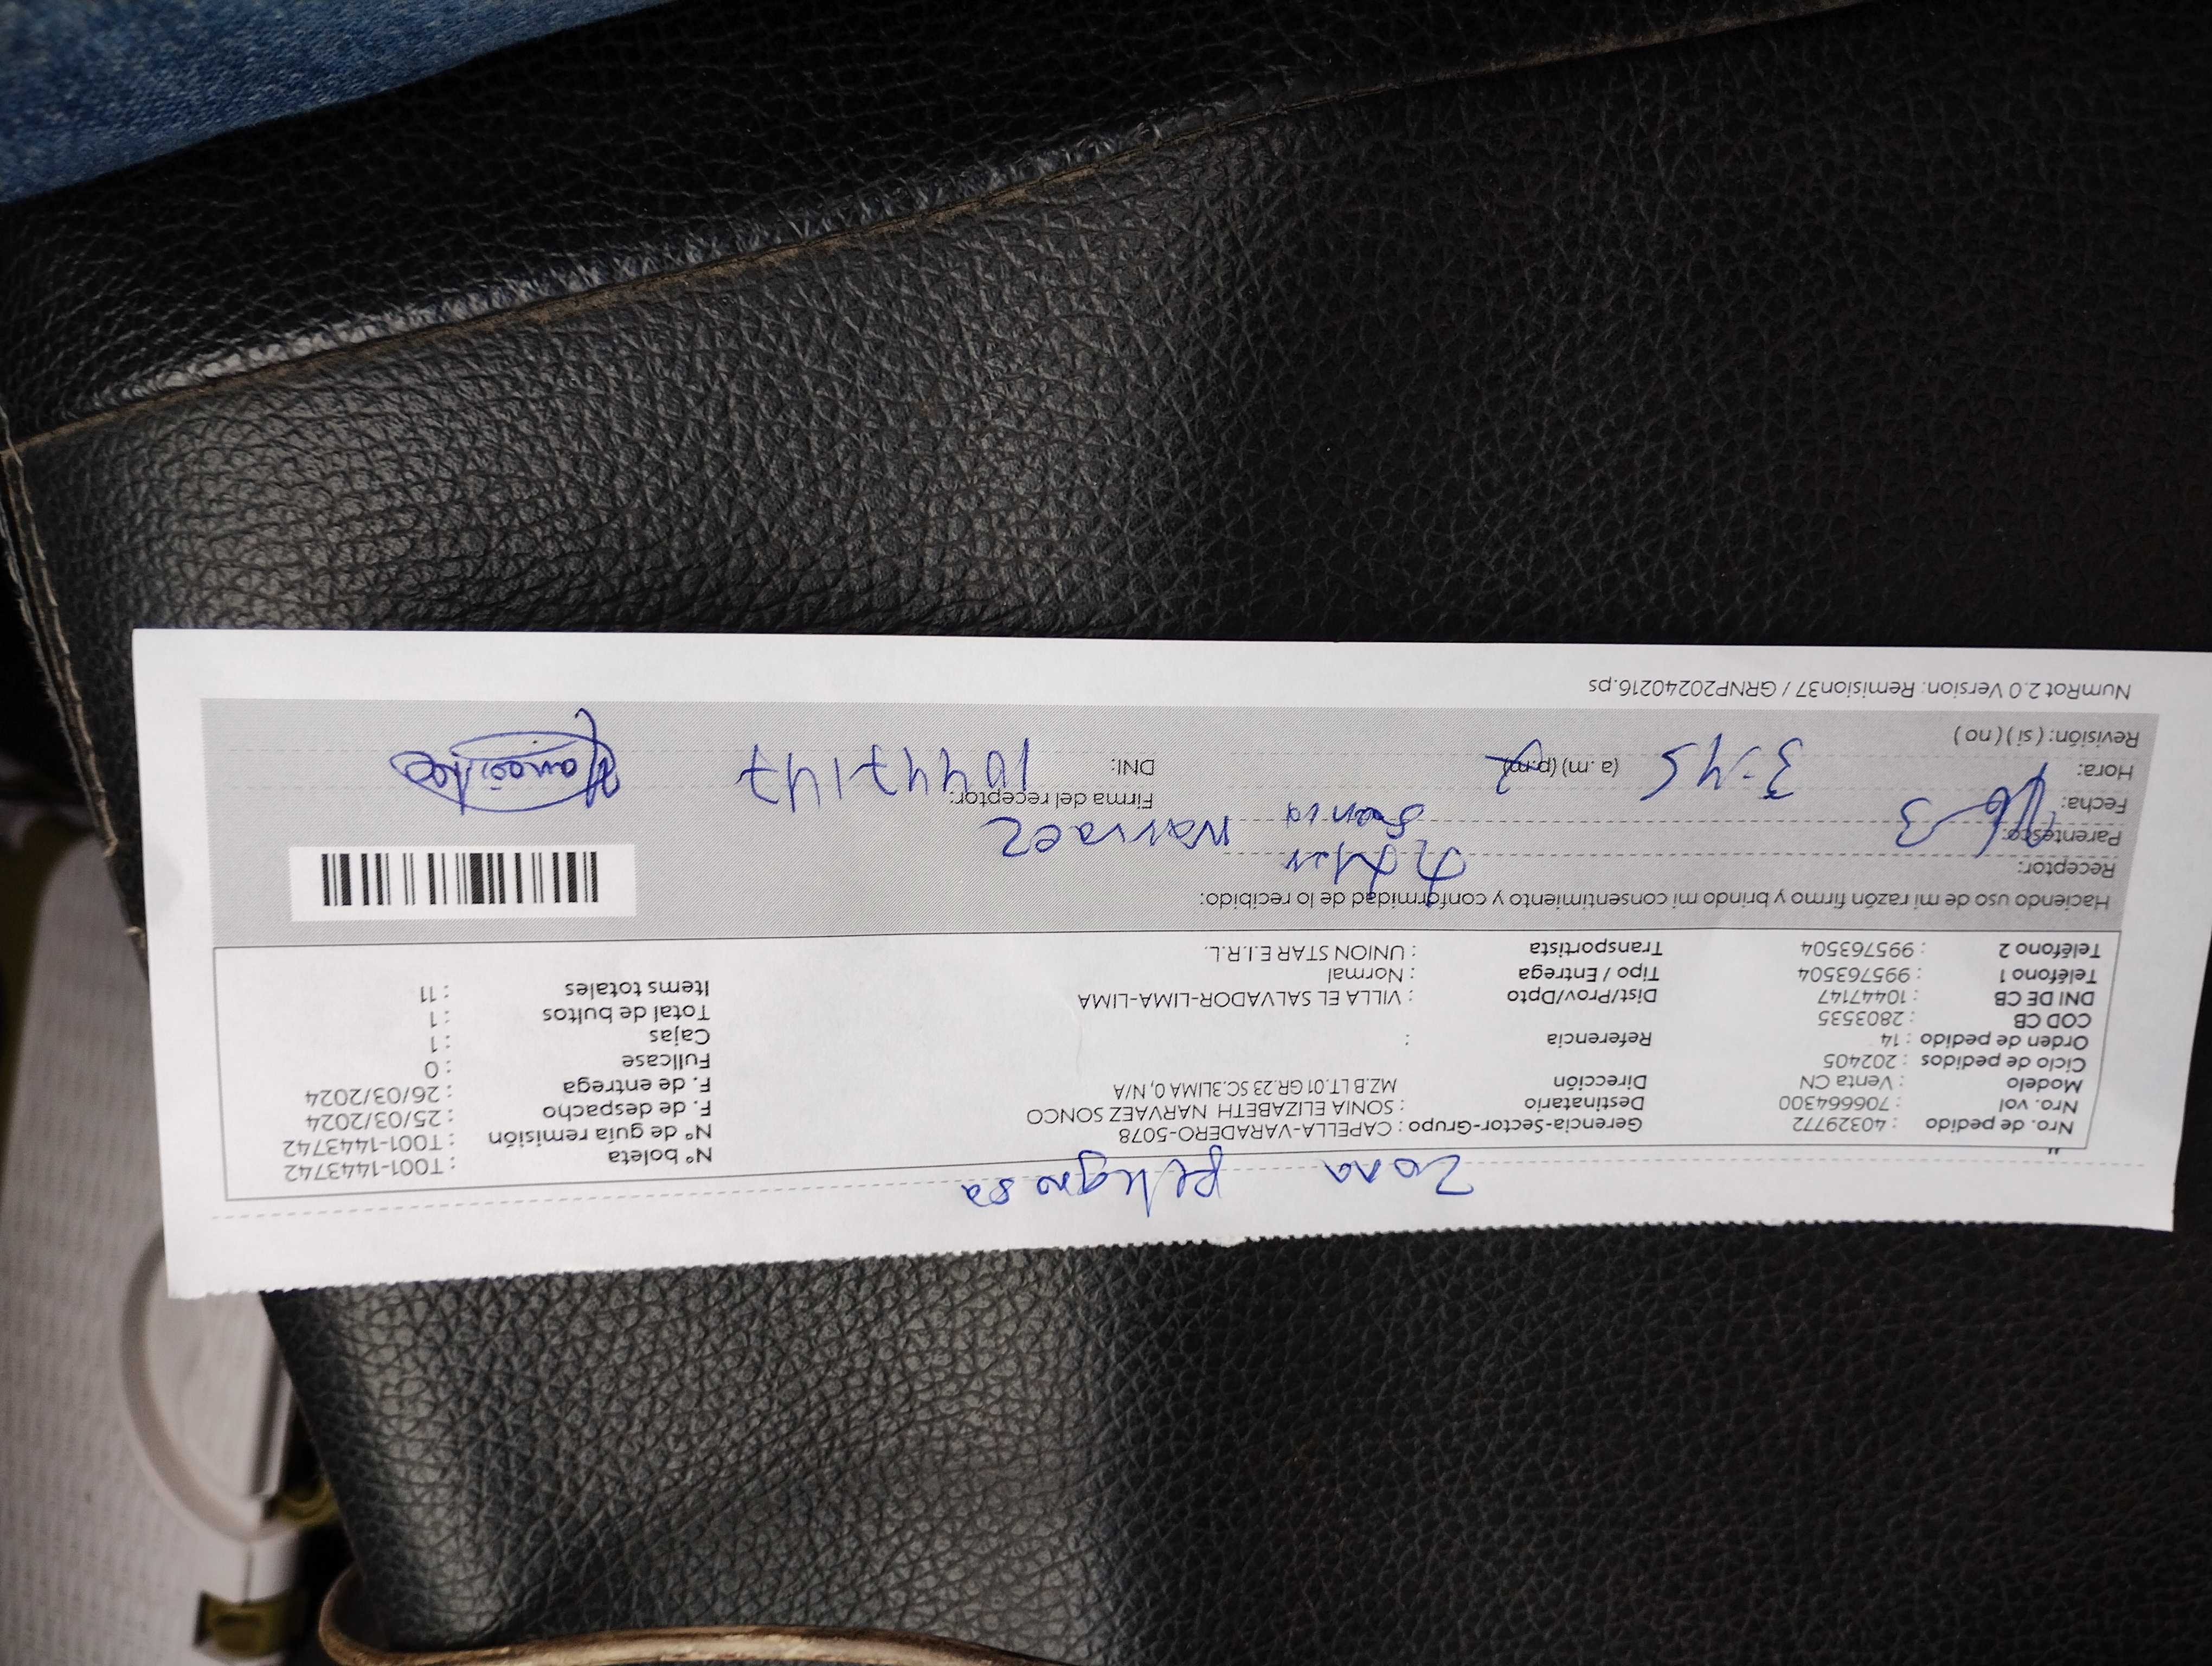 Zona peligrosa
Nro. de pedido : 40329772 Gerencia-Sector-Grupo : CAPELLA-VARADERO-5078 N° boleta : T001-1443742
Nro. vol : 706664300 Destinatario : SONIA ELIZABETH NARVAEZ SONCO N° de guía remisión : T001-1443742
Modelo : Venta CN Dirección MZ.B LT.01 GR.23 SC.3LIMA 0, N/A F. de despacho : 25/03/2024
Ciclo de pedidos : 202405 F. de entrega : 26/03/2024
Orden de pedido : 14 Referencia : Fullcase : 0
COD CB : 2803535 Cajas : 1
DNI DE CB : 10447147 Dist/Prov/Dpto : VILLA EL SALVADOR-LIMA-LIMA Total de bultos : 1
Teléfono 1 : 995763504 Tipo / Entrega : Normal Items totales : 11
Teléfono 2 : 995763504 Transportista : UNION STAR E.I.R.L.
Haciendo uso de mi razón firmo y brindo mi consentimiento y conformidad de lo recibido:
Receptor:
Parentesco: Narvaez
Fecha: 26-3 Sonia Firma del receptor:
Hora: 3-45 (a.m) (p.m) DNI: 10447147
Revisión: ( si ) ( no )
NumRot 2.0 Version: Remision37 / GRNP20240216.ps